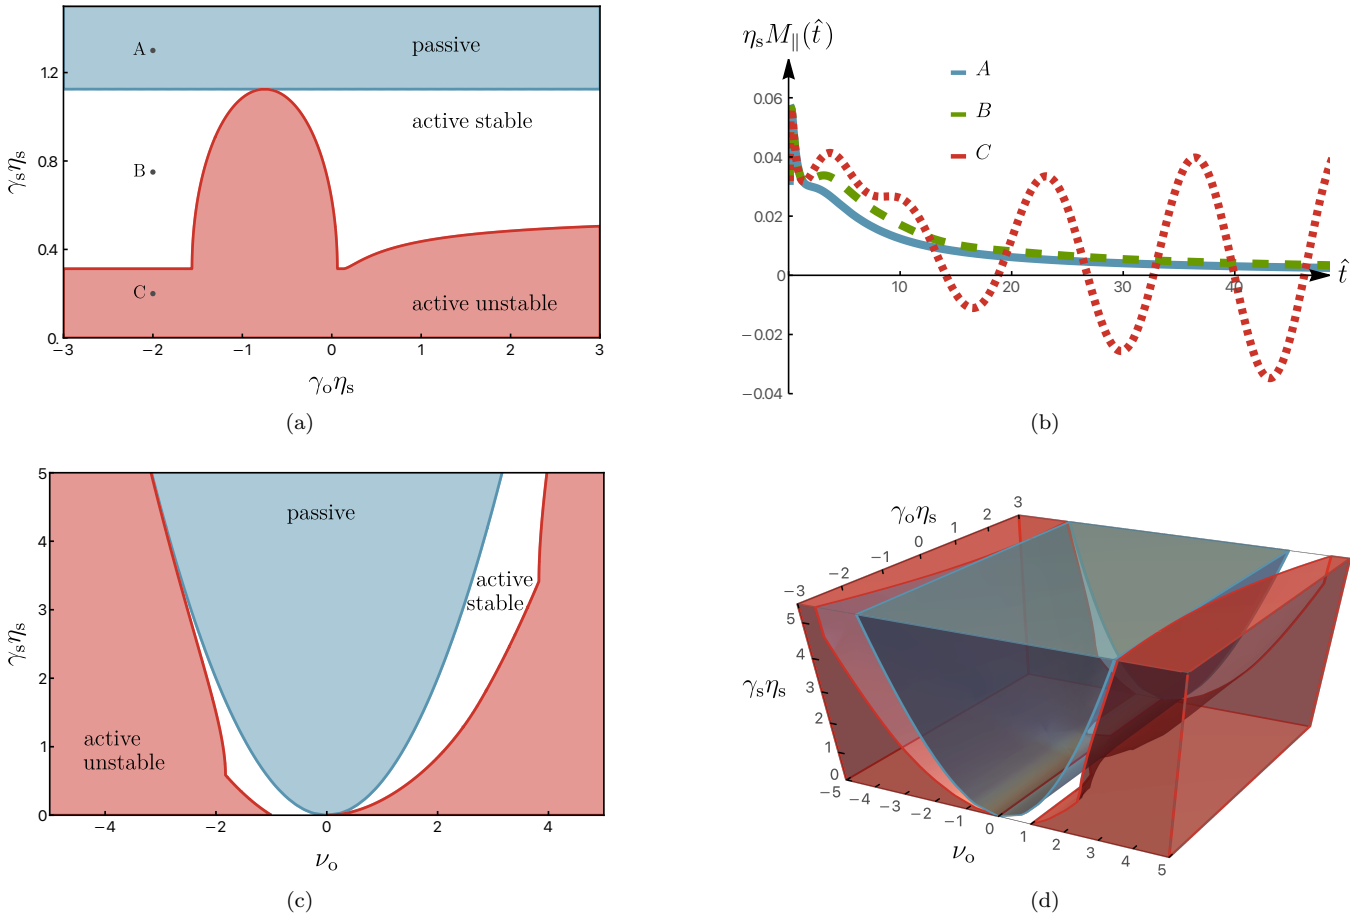 passive
A
1.2
active stable
γₛηₛ
0.8
B
0.4
C
active unstable
0.
−3 −2 −1 0 1 2 3
γₒηₛ
(a)
ηₛM∥(t̂)
A
B
C
0.06
0.04
0.02
0
10 20 30 40
t̂
−0.02
−0.04
(b)
5
passive
4
active
stable
3
γₛηₛ
2
active
unstable
1
0
−4 −2 0 2 4
νₒ
(c)
γₒηₛ
−3 −2 −1 0 1 2 3
γₛηₛ
5
4
3
2
1
0
−5 −4 −3 −2 −1 0 1 2 3 4 5
νₒ
(d)